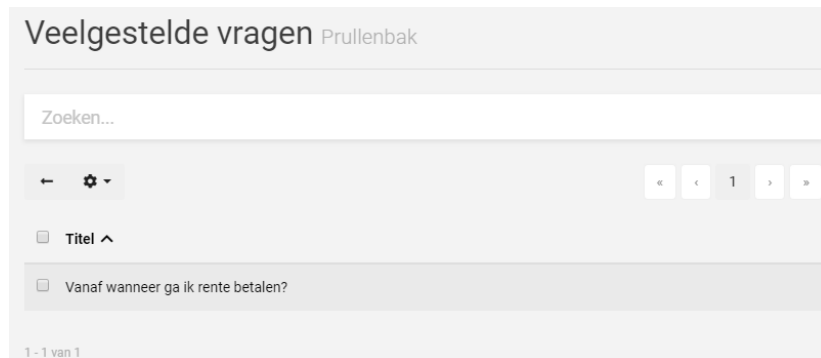 Veelgestelde vragen Prullenbak
Zoeken...
« ‹ 1 › »
Titel
Vanaf wanneer ga ik rente betalen?
1 - 1 van 1